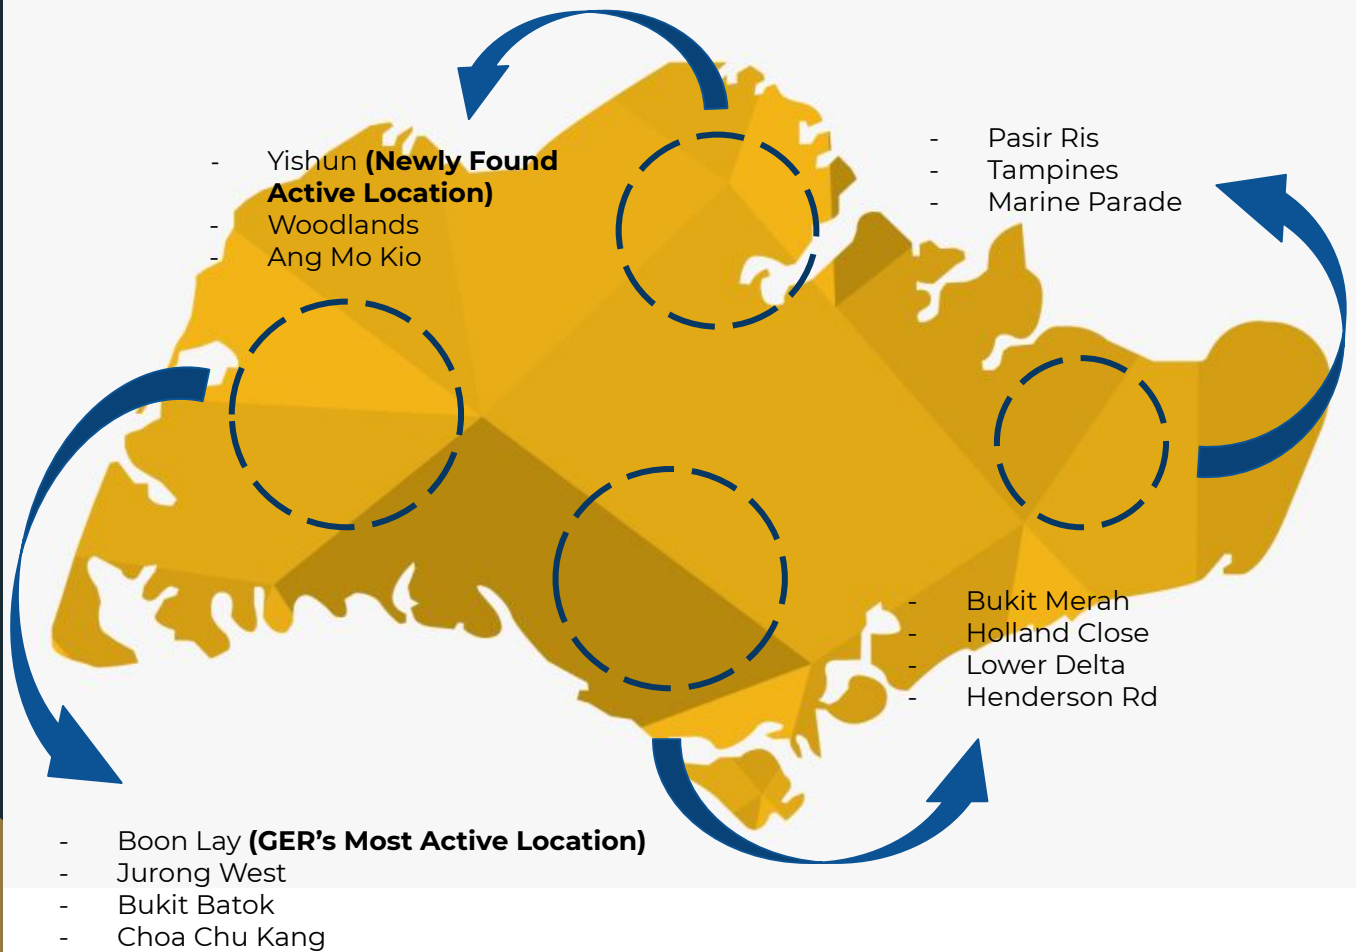 - Yishun (Newly Found
Active Location)
- Woodlands
- Ang Mo Kio
- Pasir Ris
- Tampines
- Marine Parade
- Bukit Merah
- Holland Close
- Lower Delta
- Henderson Rd
- Boon Lay (GER’s Most Active Location)
- Jurong West
- Bukit Batok
- Choa Chu Kang